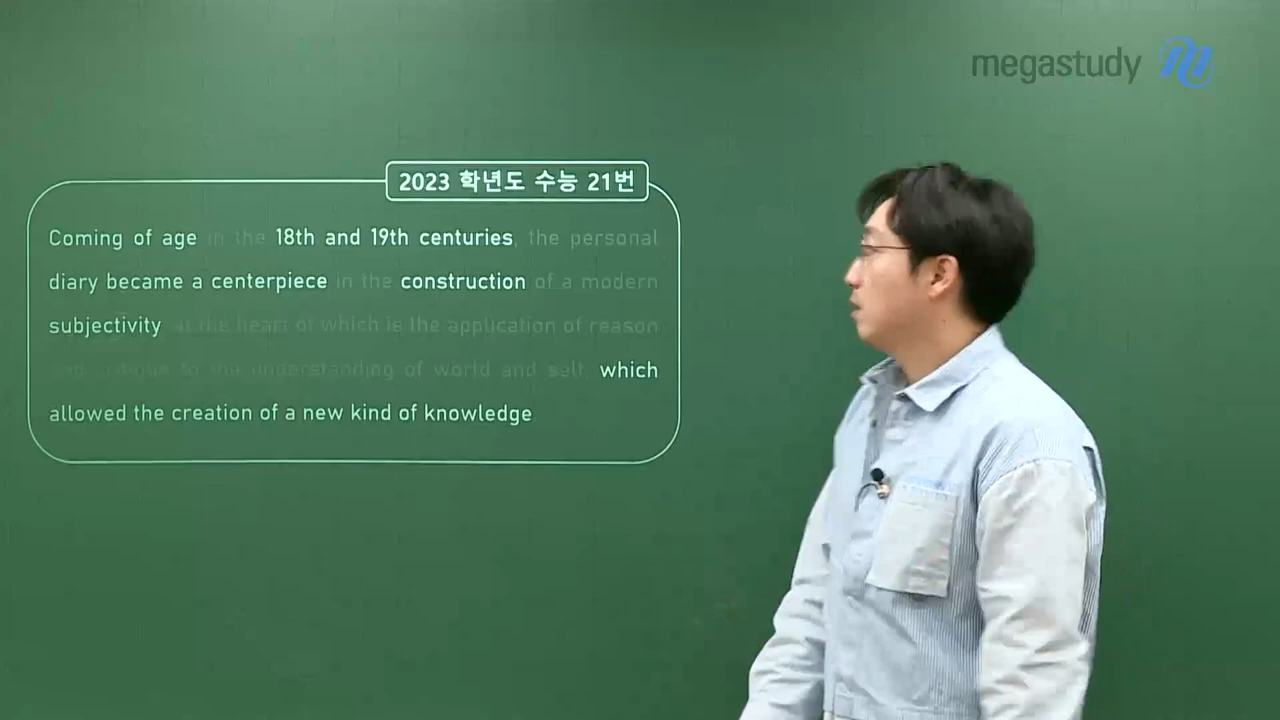 megastudy
2023 학년도 수능 21번
Coming of age in the 18th and 19th centuries, the personal
diary became a centerpiece in the construction of a modern
subjectivity at the heart of which is the application of reason
and critique to the understanding of world and self, which
allowed the creation of a new kind of knowledge